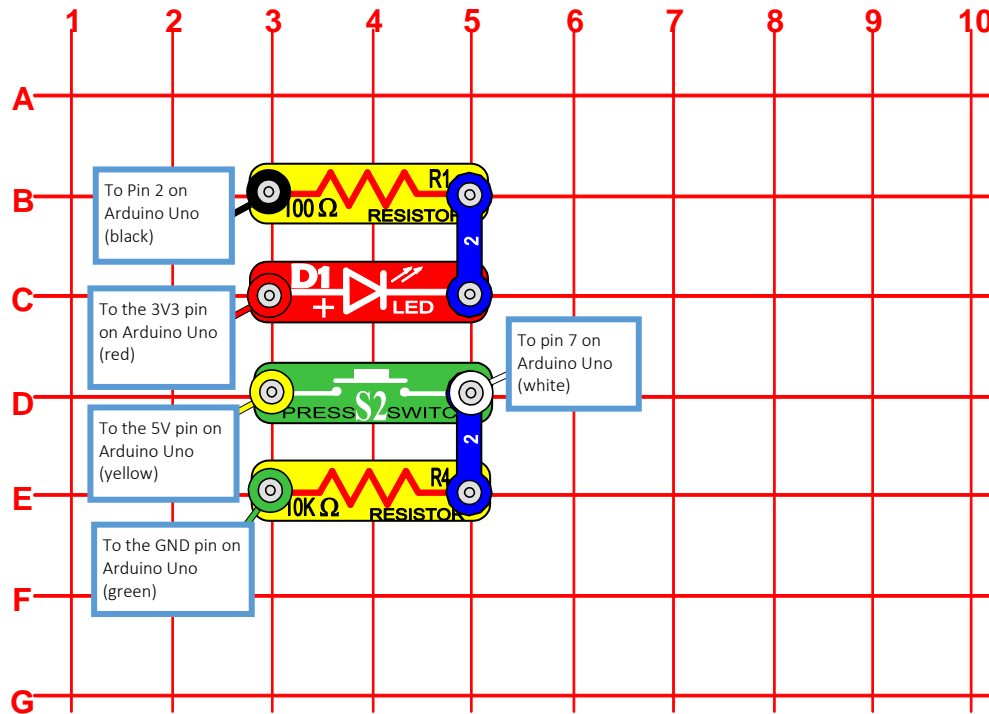 1 2 3 4 5 6 7 8 9 10
A
B
C
D
E
F
G
To Pin 2 on
Arduino Uno
(black)
R1
100 Ω
RESISTOR
2
To the 3V3 pin
on Arduino Uno
(red)
D1
+
LED
To pin 7 on
Arduino Uno
(white)
To the 5V pin on
Arduino Uno
(yellow)
PRESS S2 SWITC
2
R4
10K Ω
RESISTOR
To the GND pin on
Arduino Uno
(green)